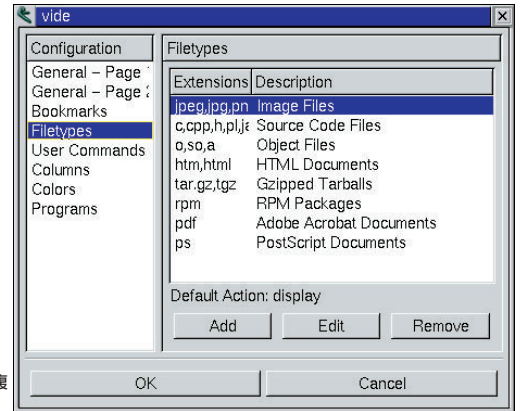 vide
Configuration
General – Page
General – Page
Bookmarks
Filetypes
User Commands
Columns
Colors
Programs
Filetypes
Extensions Description
jpeg,jpg,pn Image Files
c,cpp,h,pl,ja Source Code Files
o,so,a Object Files
htm,html HTML Documents
tar.gz,tgz Gzipped Tarballs
rpm RPM Packages
pdf Adobe Acrobat Documents
ps PostScript Documents
Default Action: display
Add Edit Remove
復
OK Cancel